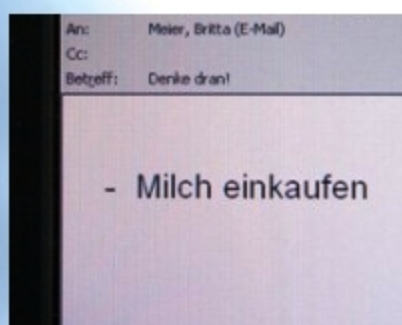 An: Meier, Britta (E-Mail)
Cc:
Betreff: Denke dran!
- Milch einkaufen